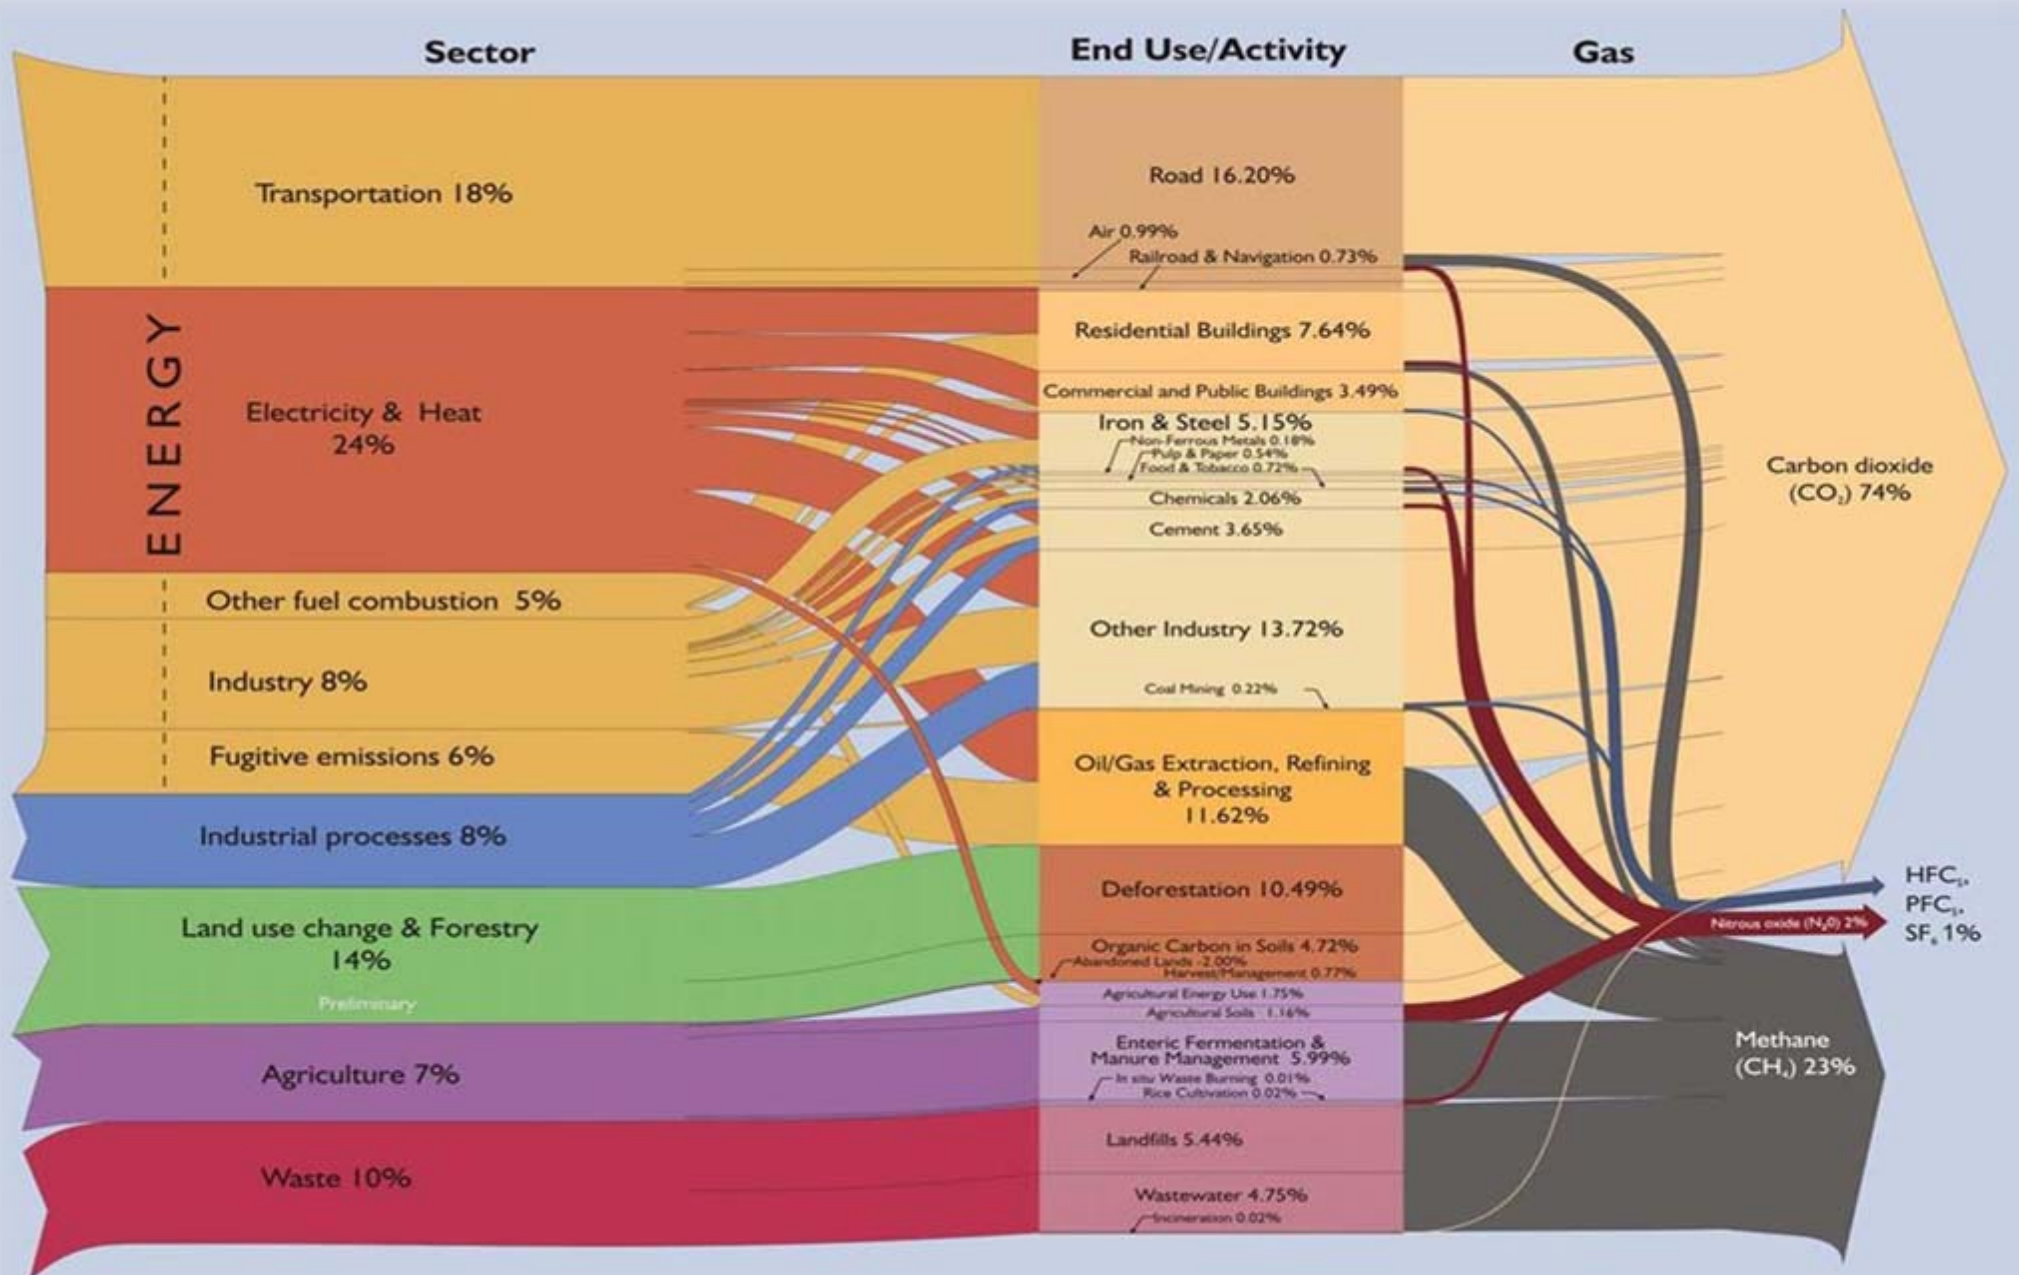 Sector
End Use/Activity
Gas
ENERGY
Transportation 18%
Electricity & Heat
24%
Other fuel combustion 5%
Industry 8%
Fugitive emissions 6%
Industrial processes 8%
Land use change & Forestry
14%
Preliminary
Agriculture 7%
Waste 10%
Road 16.20%
Air 0.99%
Railroad & Navigation 0.73%
Residential Buildings 7.64%
Commercial and Public Buildings 3.49%
Iron & Steel 5.15%
Non-Ferrous Metals 0.18%
Pulp & Paper 0.54%
Food & Tobacco 0.72%
Chemicals 2.06%
Cement 3.65%
Other Industry 13.72%
Coal Mining 0.22%
Oil/Gas Extraction, Refining
& Processing
11.62%
Deforestation 10.49%
Organic Carbon in Soils 4.72%
Abandoned Lands -2.00%
Harvest/Management 0.77%
Agricultural Energy Use 1.75%
Agricultural Soils 1.16%
Enteric Fermentation &
Manure Management 5.99%
In situ Waste Burning 0.01%
Rice Cultivation 0.02%
Landfills 5.44%
Wastewater 4.75%
Incineration 0.02%
Carbon dioxide
(CO₂) 74%
HFCₛ,
PFCₛ,
SF₆ 1%
Nitrous oxide (N₂0) 2%
Methane
(CH₄) 23%